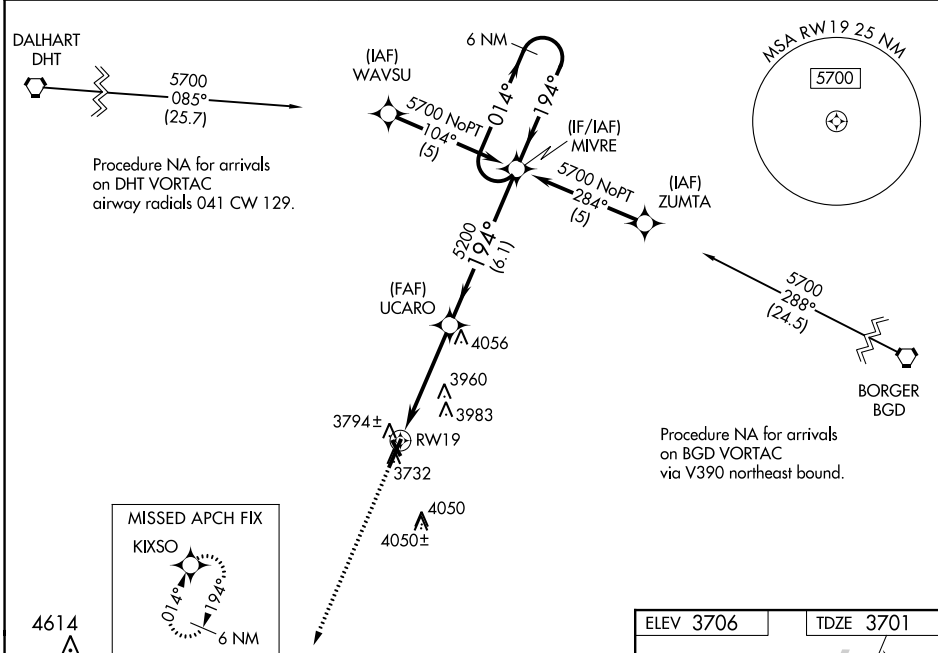 DALHART
DHT
5700
085°
(25.7)
Procedure NA for arrivals
on DHT VORTAC
airway radials 041 CW 129.
(IAF)
WAVSU
5700 NoPT
104°
(5)
6 NM
014°
194°
(IF/IAF)
MIVRE
5700 NoPT
284°
(5)
(IAF)
ZUMTA
MSA RW19 25 NM
5700
5200
194°
(6.1)
5700
288°
(24.5)
BORGER
BGD
Procedure NA for arrivals
on BGD VORTAC
via V390 northeast bound.
(FAF)
UCARO
4056
3960
3983
3794±
RW19
3732
4050
4050±
MISSED APCH FIX
KIXSO
014°
194°
6 NM
4614
ELEV 3706
TDZE 3701